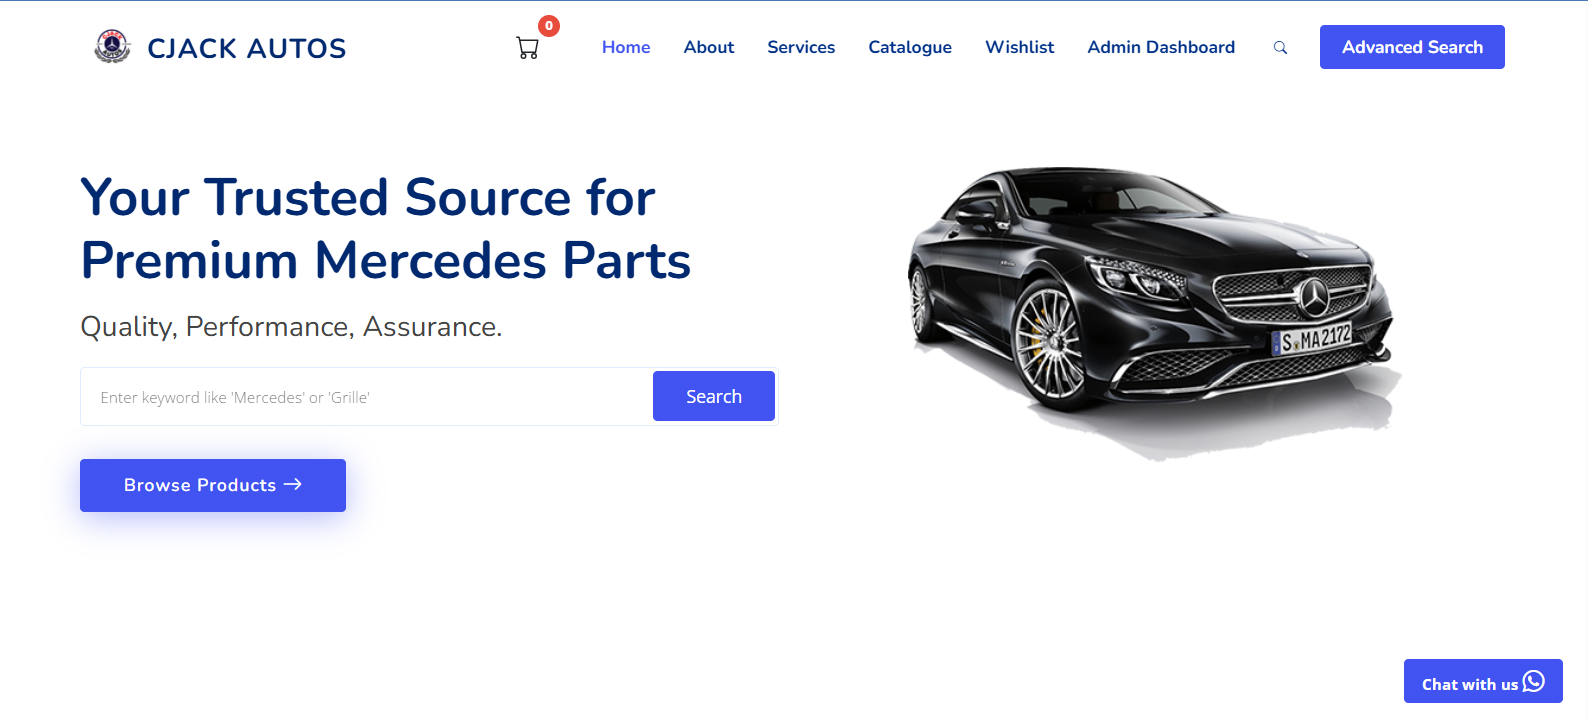 CJACK AUTOS
0
Home About Services Catalogue Wishlist Admin Dashboard
Advanced Search
Your Trusted Source for
Premium Mercedes Parts
Quality, Performance, Assurance.
Enter keyword like 'Mercedes' or 'Grille'
Search
Browse Products →
S MA2172
Chat with us